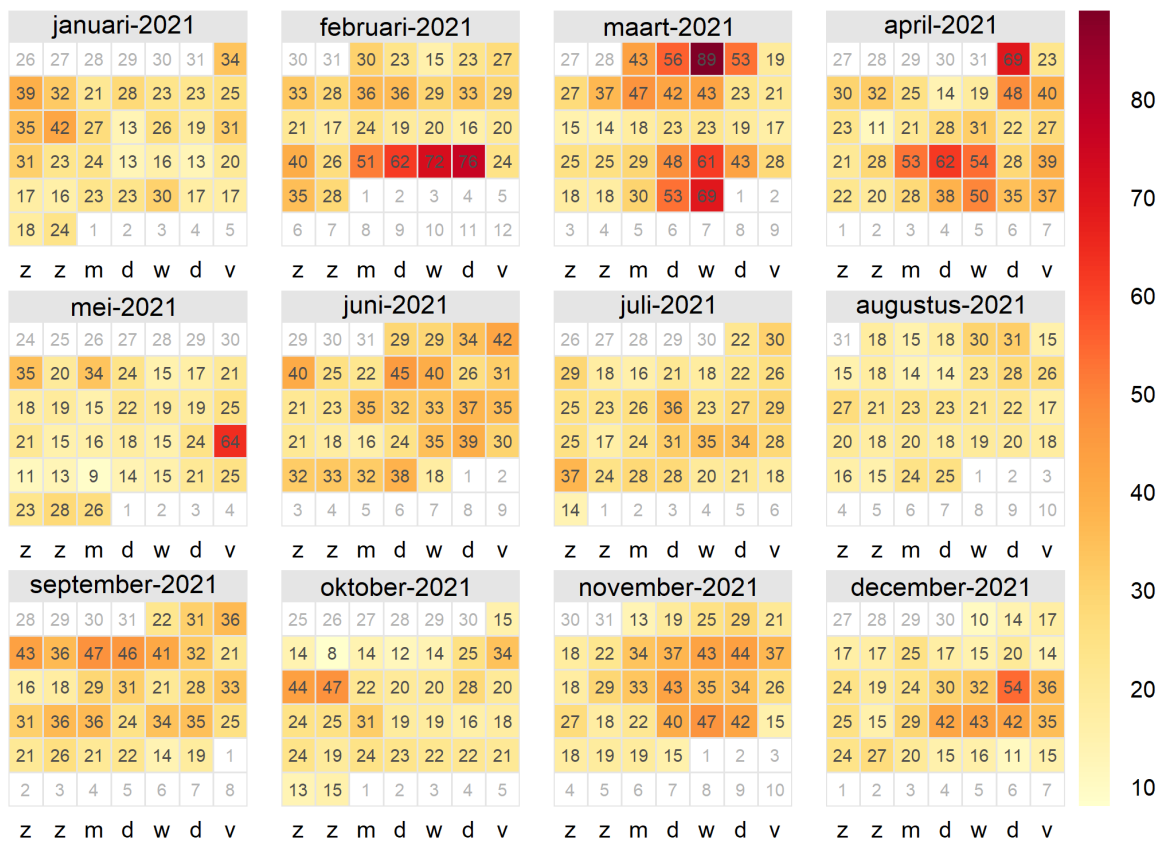 januari-2021 februari-2021 maart-2021 april-2021
26 27 28 29 30 31 34 30 31 30 23 15 23 27 27 28 43 56 89 53 19 27 28 29 30 31 69 23
39 32 21 28 23 23 25 33 28 36 36 29 33 29 27 37 47 42 43 23 21 30 32 25 14 19 48 40 80
35 42 27 13 26 19 31 21 17 24 19 20 16 20 15 14 18 23 23 19 17 23 11 21 28 31 22 27
31 23 24 13 16 13 20 40 26 51 62 72 76 24 25 25 29 48 61 43 28 21 28 53 62 54 28 39
17 16 23 23 30 17 17 35 28 1 2 3 4 5 18 18 30 53 69 1 2 22 20 28 38 50 35 37 70
18 24 1 2 3 4 5 6 7 8 9 10 11 12 3 4 5 6 7 8 9 1 2 3 4 5 6 7
z z m d w d v z z m d w d v z z m d w d v z z m d w d v
mei-2021 juni-2021 juli-2021 augustus-2021 60
24 25 26 27 28 29 30 29 30 31 29 29 34 42 26 27 28 29 30 22 30 31 18 15 18 30 31 15
35 20 34 24 15 17 21 40 25 22 45 40 26 31 29 18 16 21 18 22 26 15 18 14 14 23 28 26
18 19 15 22 19 19 25 21 23 35 32 33 37 35 25 23 26 36 23 27 29 27 21 23 23 21 22 17 50
21 15 16 18 15 24 64 21 18 16 24 35 39 30 25 17 24 31 35 34 28 20 18 20 18 19 20 18
11 13 9 14 15 21 25 32 33 32 38 18 1 2 37 24 28 28 20 21 18 16 15 24 25 1 2 3
23 28 26 1 2 3 4 3 4 5 6 7 8 9 14 1 2 3 4 5 6 4 5 6 7 8 9 10 40
z z m d w d v z z m d w d v z z m d w d v z z m d w d v
september-2021 oktober-2021 november-2021 december-2021 30
28 29 30 31 22 31 36 25 26 27 28 29 30 15 30 31 13 19 25 29 21 27 28 29 30 10 14 17
43 36 47 46 41 32 21 14 8 14 12 14 25 34 18 22 34 37 43 44 37 17 17 25 17 15 20 14
16 18 29 31 21 28 33 44 47 22 20 20 28 20 18 29 33 43 35 34 26 24 19 24 30 32 54 36 20
31 36 36 24 34 35 25 24 25 31 19 19 16 18 27 18 22 40 47 42 15 25 15 29 42 43 42 35
21 26 21 22 14 19 1 24 19 24 23 22 22 21 18 19 19 15 1 2 3 24 27 20 15 16 11 15
2 3 4 5 6 7 8 13 15 1 2 3 4 5 4 5 6 7 8 9 10 1 2 3 4 5 6 7 10
z z m d w d v z z m d w d v z z m d w d v z z m d w d v